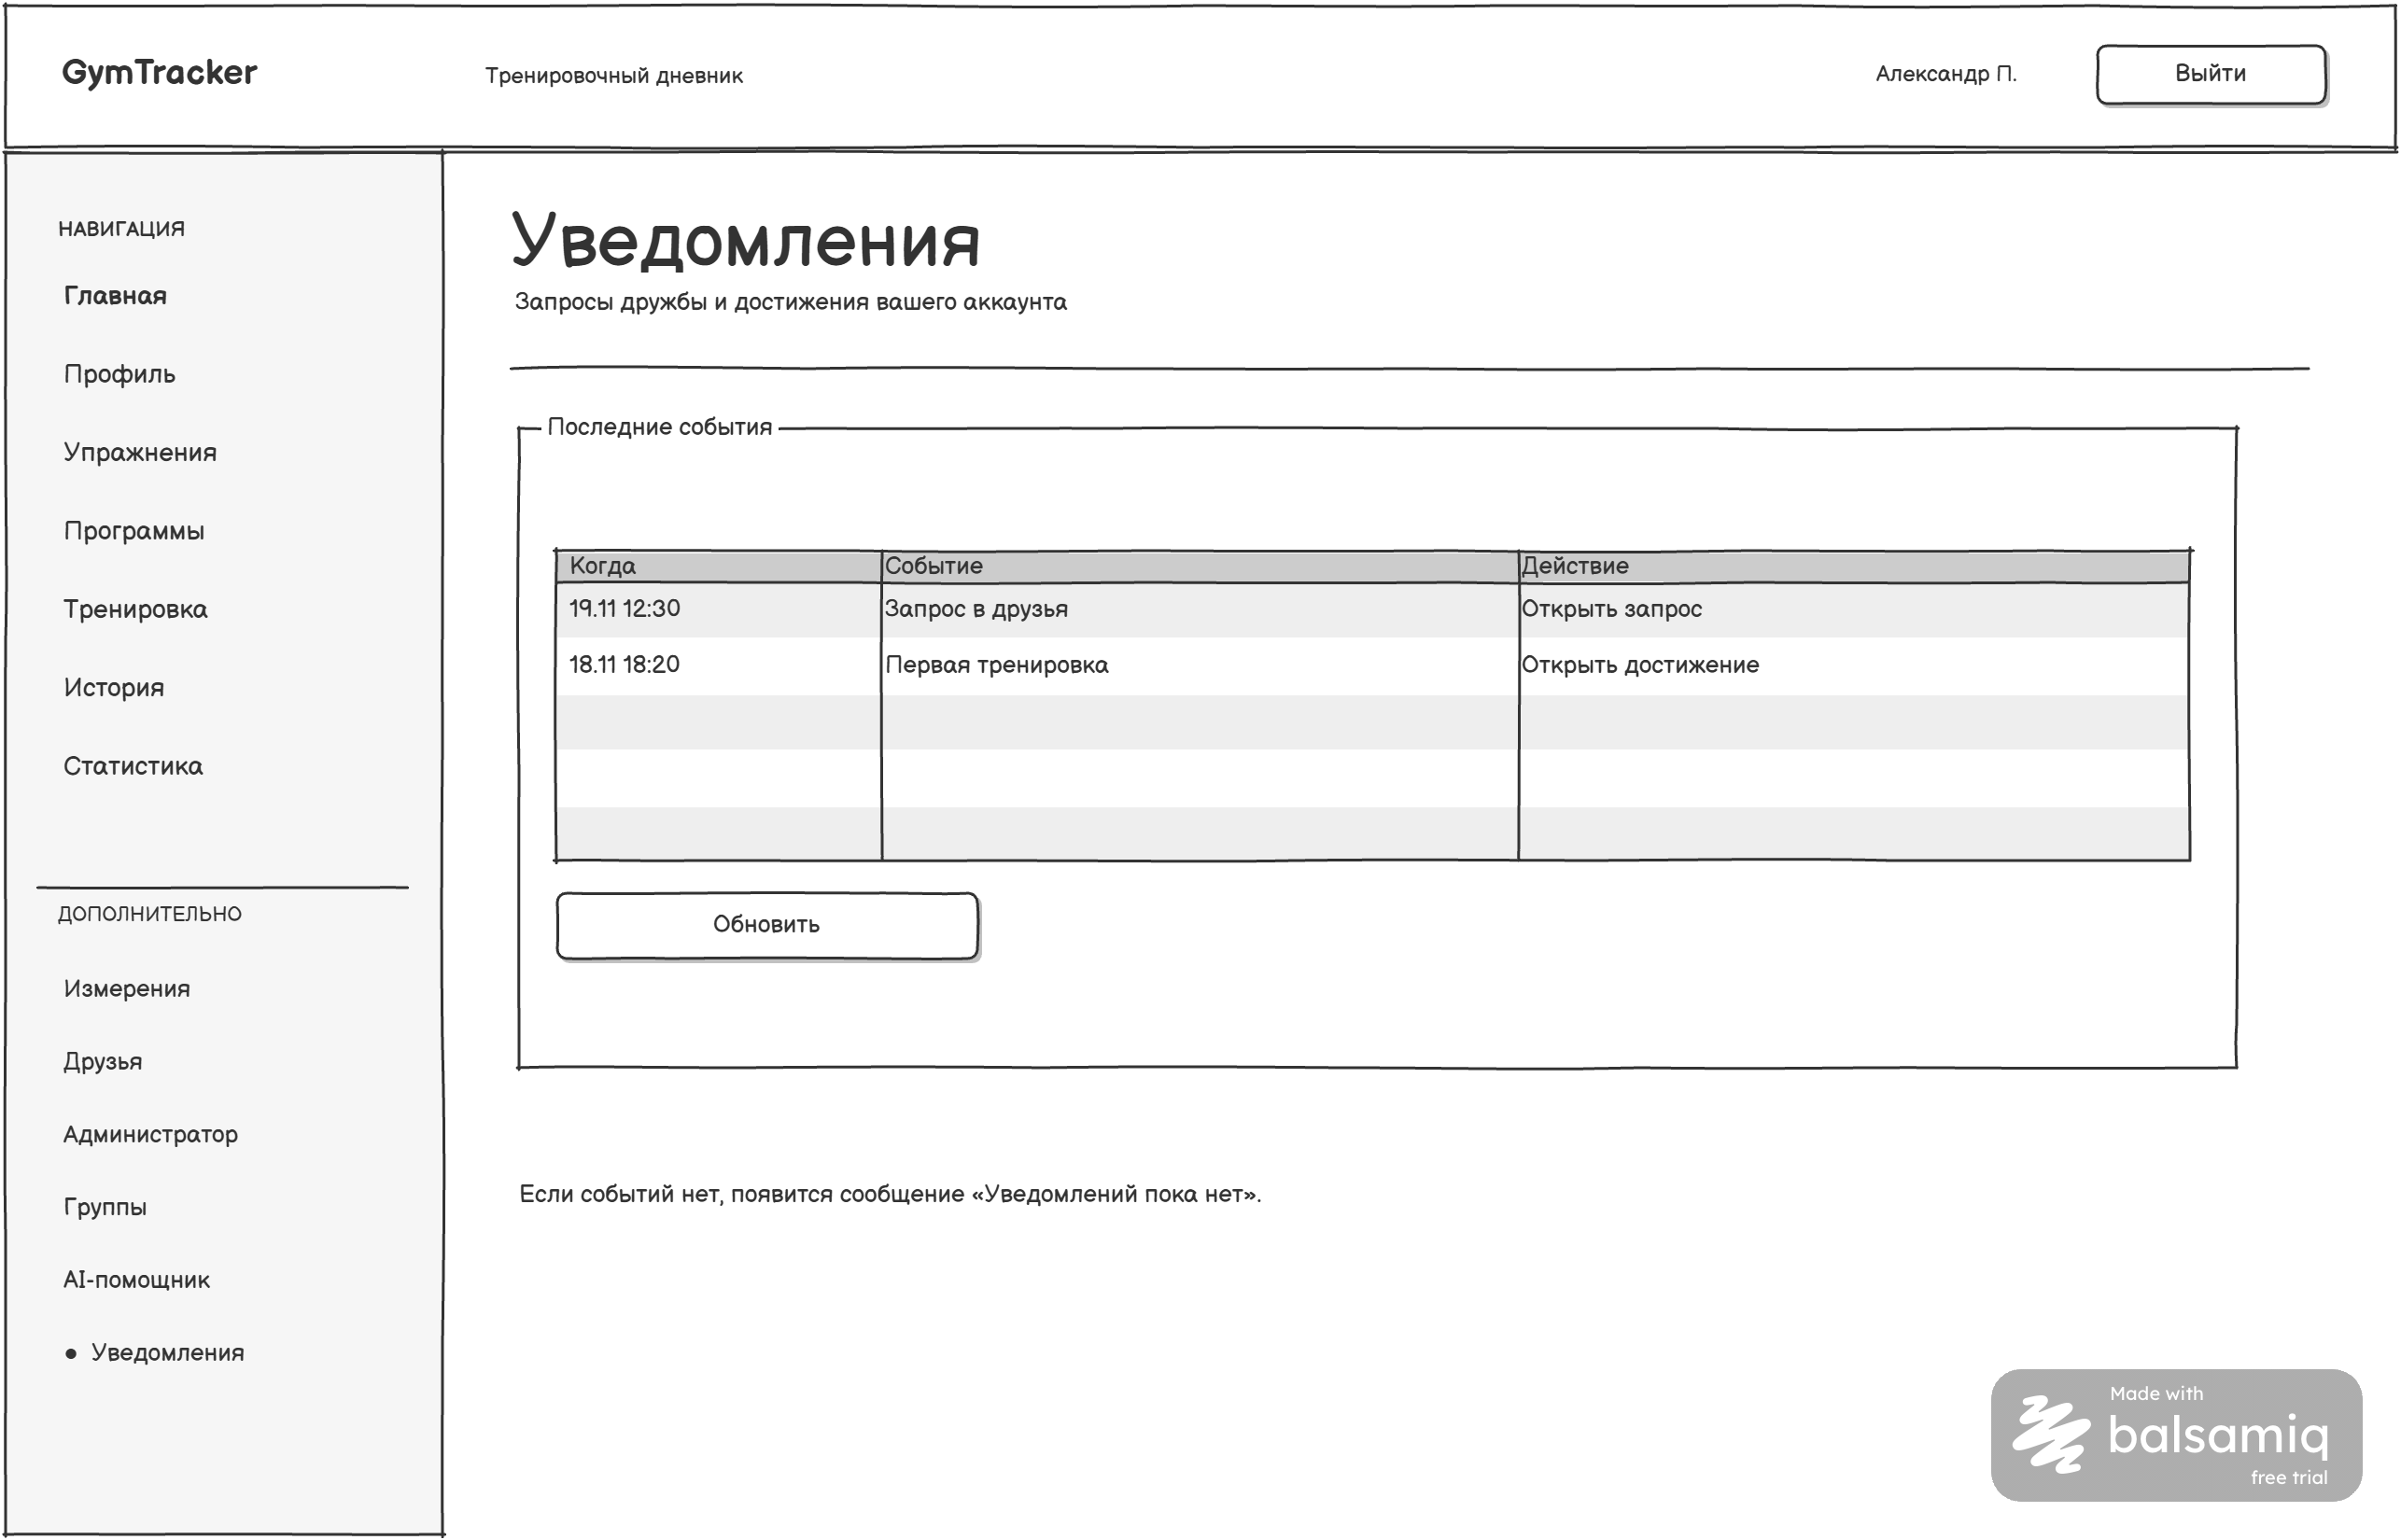 GymTracker
Тренировочный дневник
Александр П.
Выйти
НАВИГАЦИЯ
Главная
Профиль
Упражнения
Программы
Тренировка
История
Статистика
ДОПОЛНИТЕЛЬНО
Измерения
Друзья
Администратор
Группы
AI-помощник
● Уведомления
Уведомления
Запросы дружбы и достижения вашего аккаунта
Последние события
Когда Событие Действие
19.11 12:30 Запрос в друзья Открыть запрос
18.11 18:20 Первая тренировка Открыть достижение
Обновить
Если событий нет, появится сообщение «Уведомлений пока нет».
Made with
balsamiq
free trial